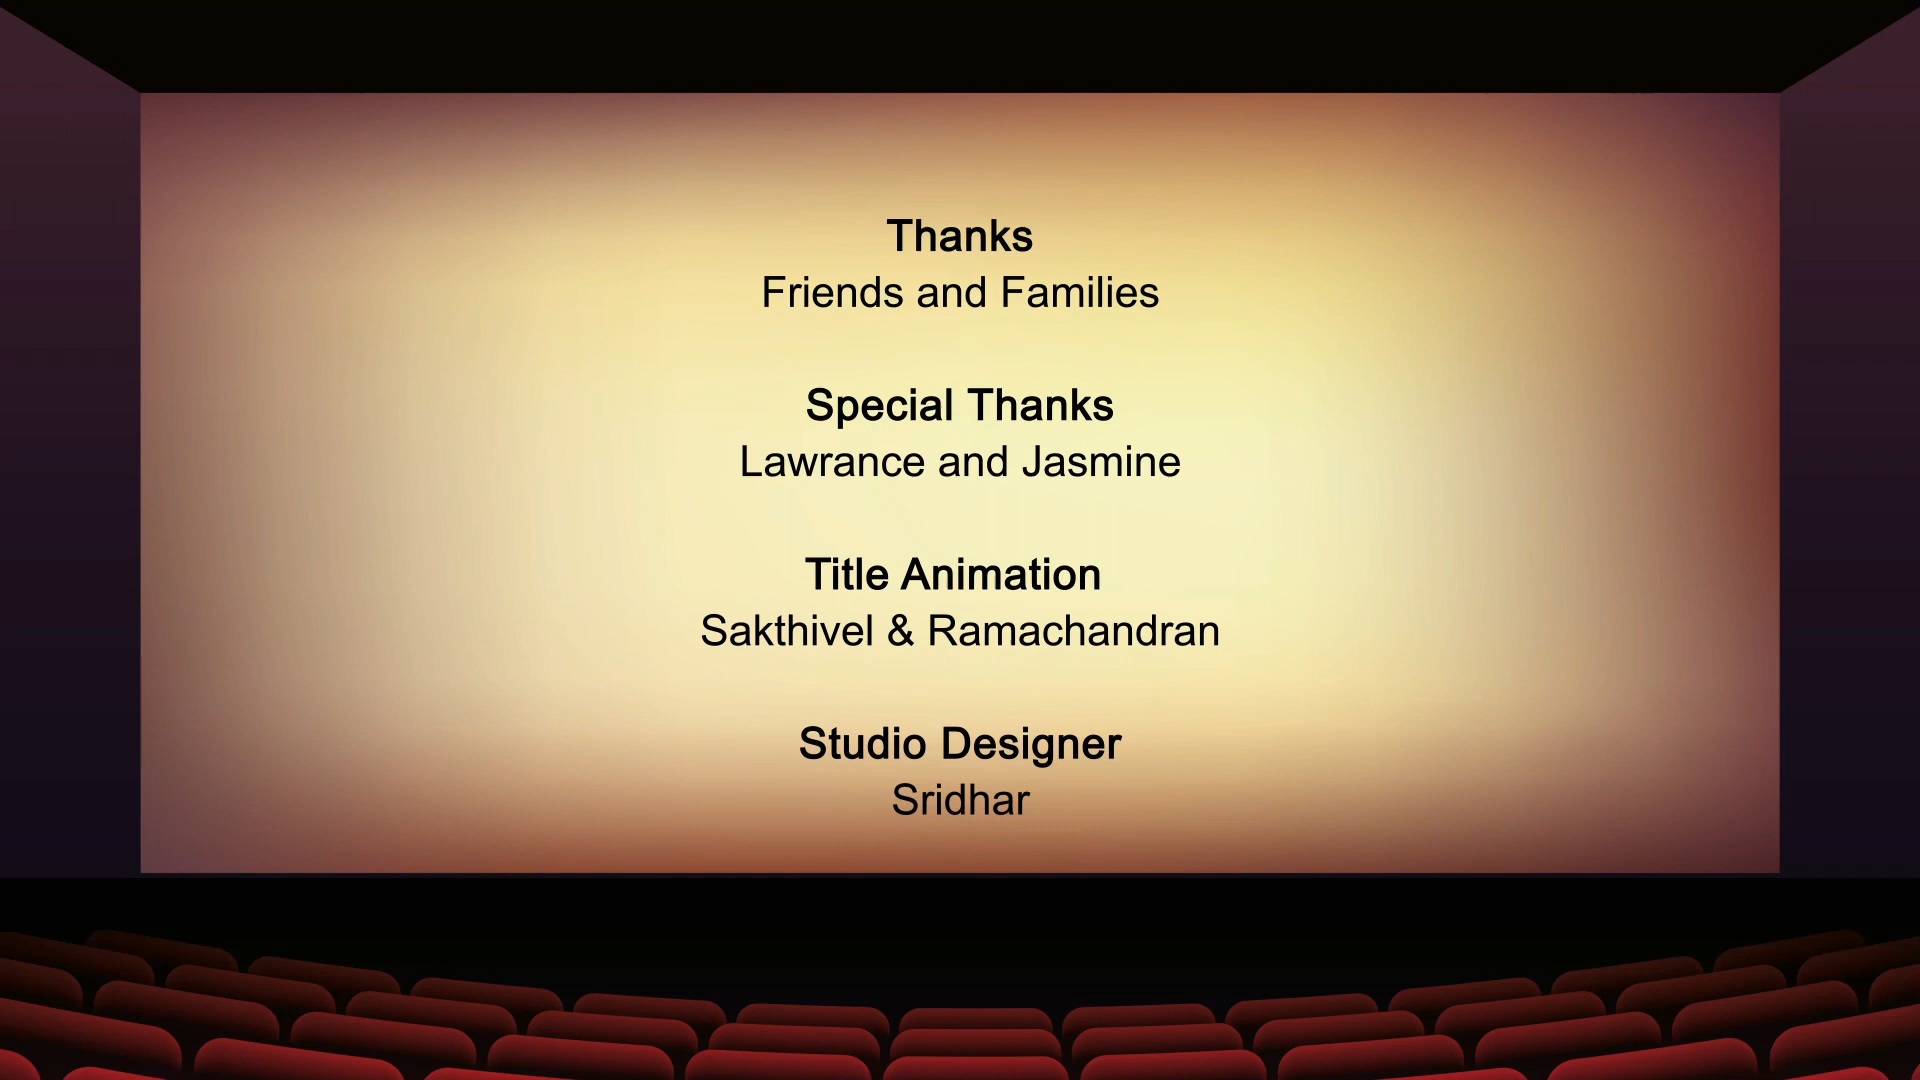 Thanks
Friends and Families
Special Thanks
Lawrance and Jasmine
Title Animation
Sakthivel & Ramachandran
Studio Designer
Sridhar